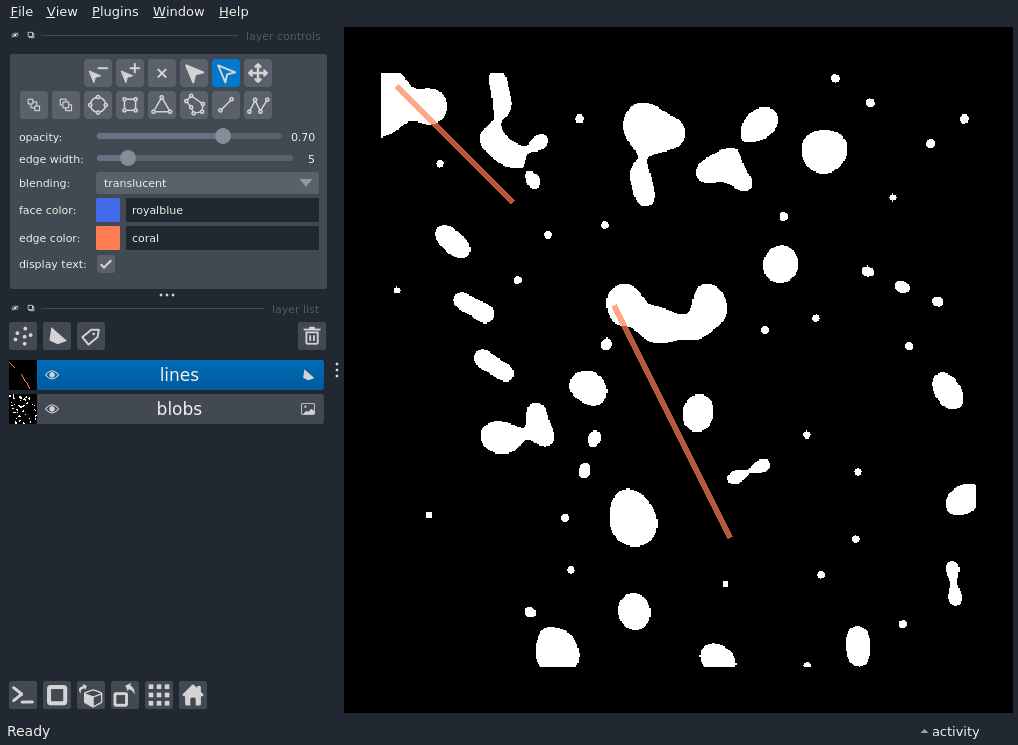 File View Plugins Window Help
layer controls
opacity: 0.70
edge width: 5
blending: translucent
face color: royalblue
edge color: coral
display text:
layer list
lines
blobs
Ready activity